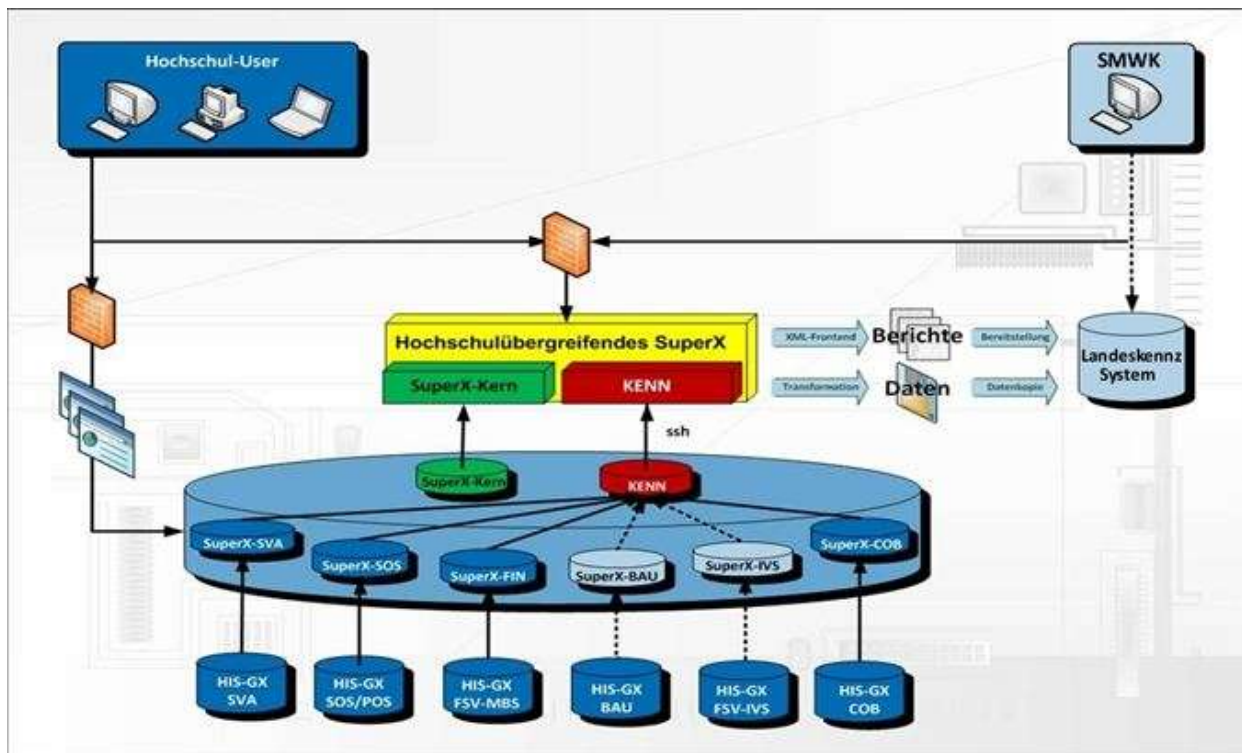 Hochschul-User
SMWK
Hochschulübergreifendes SuperX
SuperX-Kern
KENN
XML-Frontend
Berichte
Bereitstellung
Transformation
Daten
Datenkopie
Landeskennz
System
ssh
SuperX-Kern
KENN
SuperX-SVA
SuperX-SOS
SuperX-FIN
SuperX-BAU
SuperX-IVS
SuperX-COB
HIS-GX
SVA
HIS-GX
SOS/POS
HIS-GX
FSV-MBS
HIS-GX
BAU
HIS-GX
FSV-IVS
HIS-GX
COB